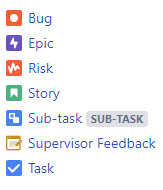 Bug
Epic
Risk
Story
Sub-task SUB-TASK
Supervisor Feedback
Task